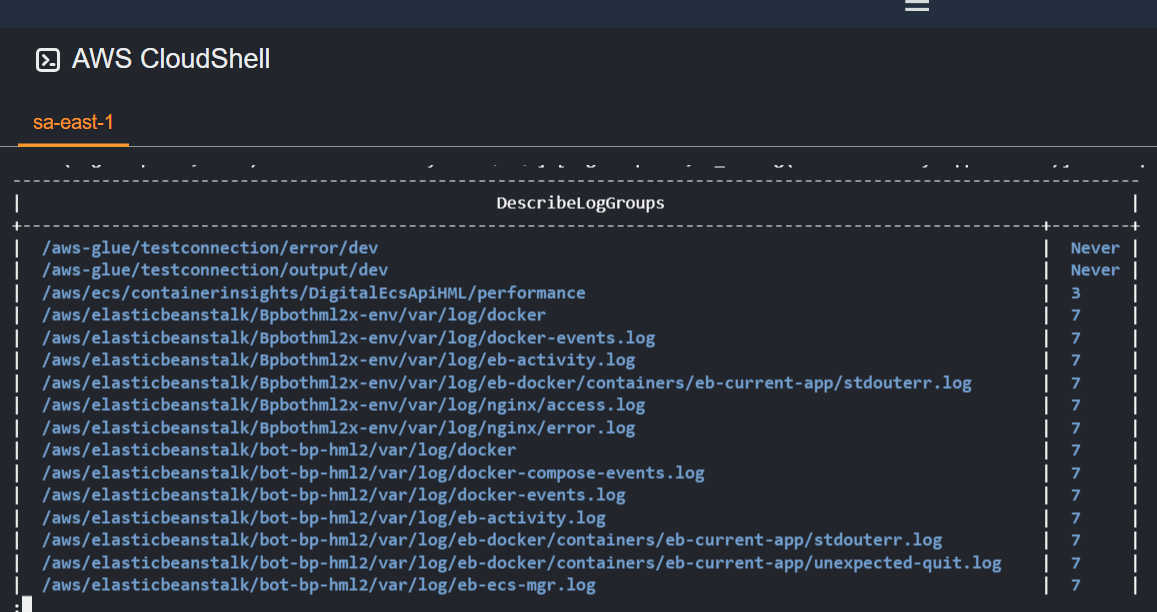 AWS CloudShell
sa-east-1
DescribeLogGroups
/aws-glue/testconnection/error/dev | Never
/aws-glue/testconnection/output/dev | Never
/aws/ecs/containerinsights/DigitalEcsApiHML/performance | 3
/aws/elasticbeanstalk/Bpbothml2x-env/var/log/docker | 7
/aws/elasticbeanstalk/Bpbothml2x-env/var/log/docker-events.log | 7
/aws/elasticbeanstalk/Bpbothml2x-env/var/log/eb-activity.log | 7
/aws/elasticbeanstalk/Bpbothml2x-env/var/log/eb-docker/containers/eb-current-app/stdouterr.log | 7
/aws/elasticbeanstalk/Bpbothml2x-env/var/log/nginx/access.log | 7
/aws/elasticbeanstalk/Bpbothml2x-env/var/log/nginx/error.log | 7
/aws/elasticbeanstalk/bot-bp-hml2/var/log/docker | 7
/aws/elasticbeanstalk/bot-bp-hml2/var/log/docker-compose-events.log | 7
/aws/elasticbeanstalk/bot-bp-hml2/var/log/docker-events.log | 7
/aws/elasticbeanstalk/bot-bp-hml2/var/log/eb-activity.log | 7
/aws/elasticbeanstalk/bot-bp-hml2/var/log/eb-docker/containers/eb-current-app/stdouterr.log | 7
/aws/elasticbeanstalk/bot-bp-hml2/var/log/eb-docker/containers/eb-current-app/unexpected-quit.log | 7
/aws/elasticbeanstalk/bot-bp-hml2/var/log/eb-ecs-mgr.log | 7
: